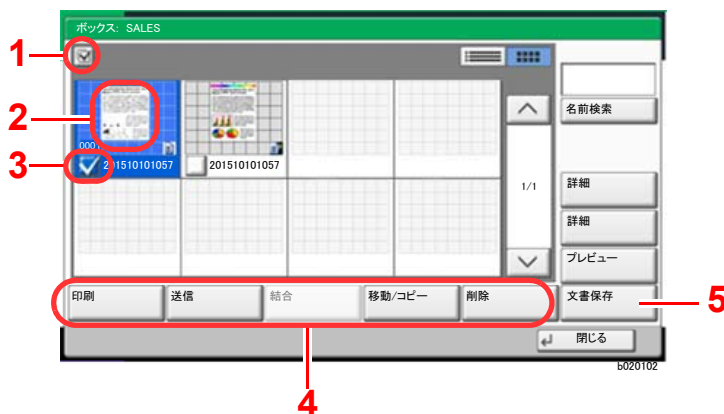 ボックス: SALES
1
2
0001
3
201510101057
201510101057
名前検索
1/1
詳細
詳細
プレビュー
印刷
送信
結合
移動/コピー
削除
文書保存
5
閉じる
b020102
4